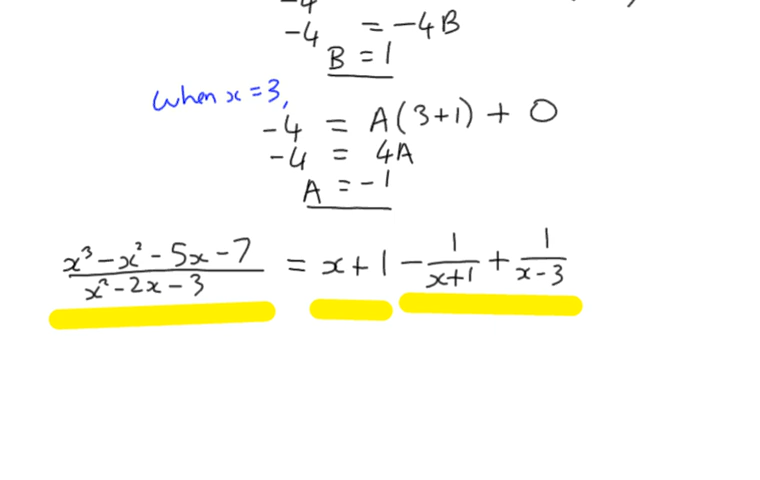 -4
-4 = -4B
B = 1
When x = 3,
-4 = A(3+1) + 0
-4 = 4A
A = -1
x³ - x² - 5x - 7 / x² - 2x - 3 = x + 1 - 1/x+1 + 1/x-3